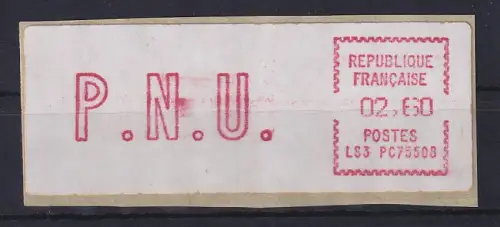 P.N.U.
REPUBLIQUE
FRANÇAISE
02,60
POSTES
LS3 PC75508